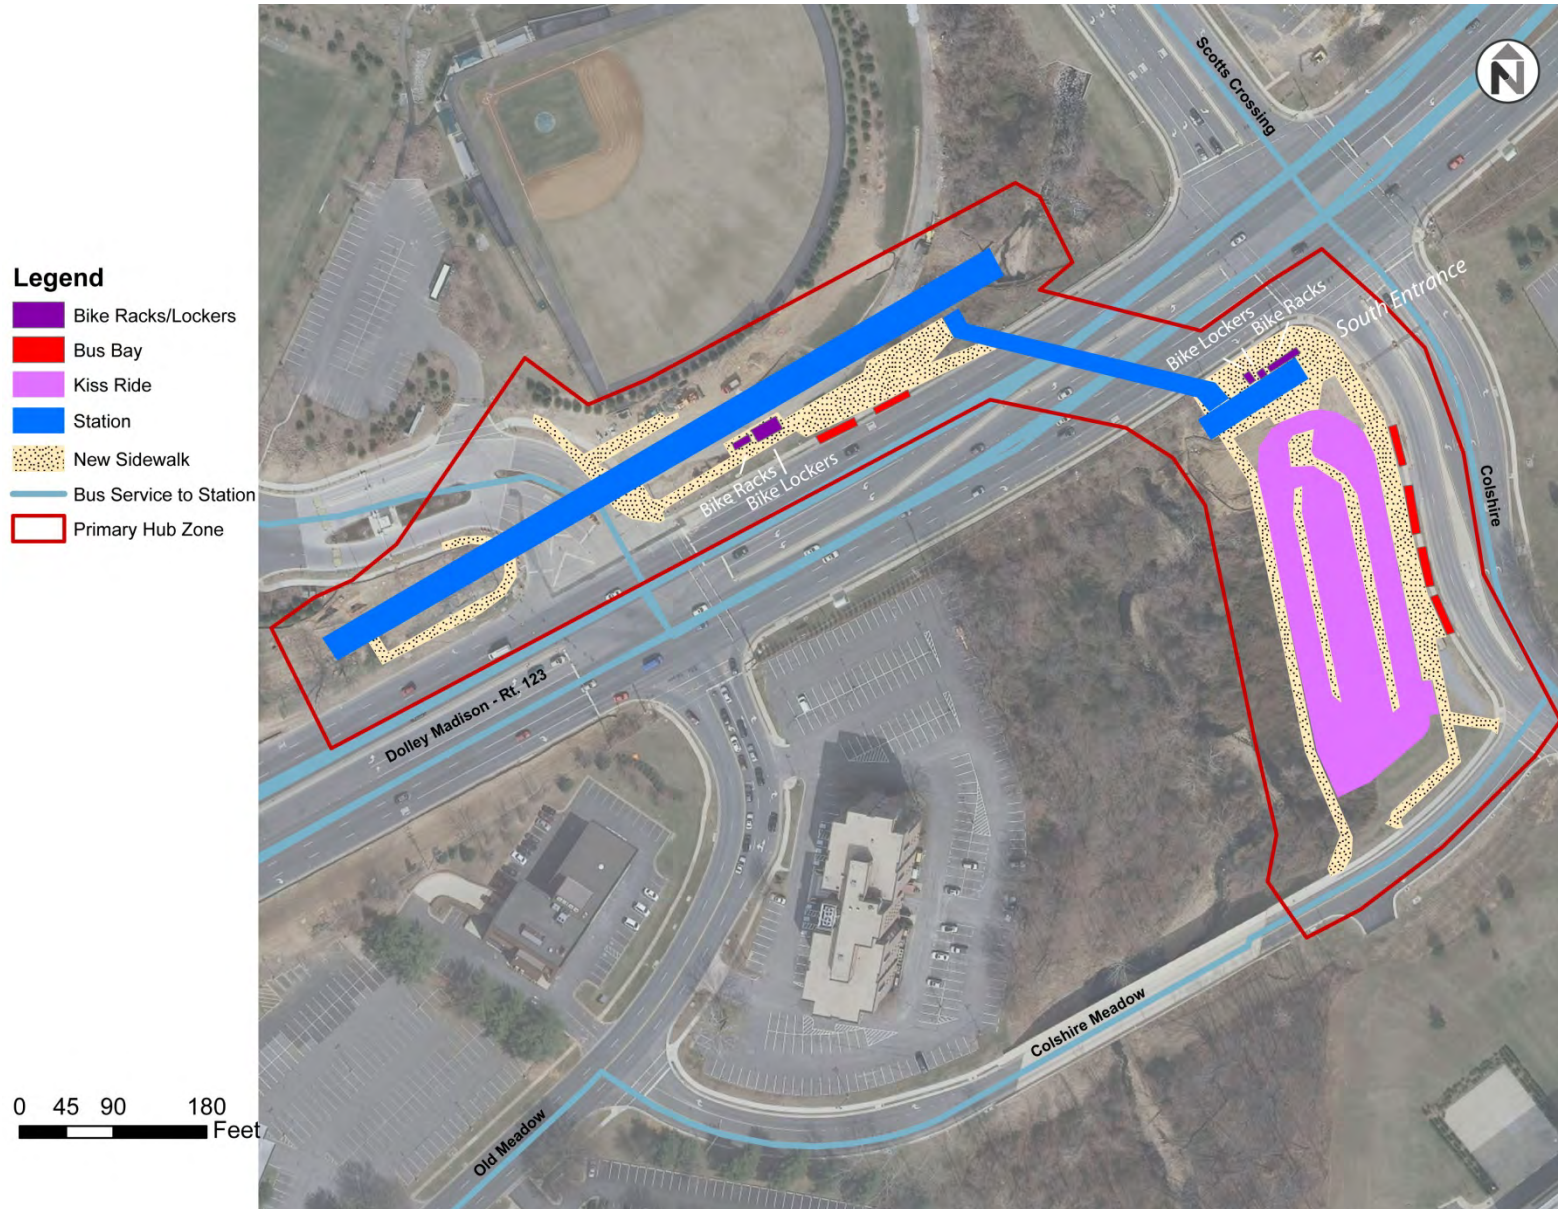 N
Scotts Crossing
Legend
Bike Racks/Lockers
Bus Bay
Kiss Ride
Station
New Sidewalk
Bus Service to Station
Primary Hub Zone
South Entrance
Bike Racks
Bike Lockers
Bike Racks
Bike Lockers
Colshire
Dolley Madison - Rt. 123
Colshire Meadow
Old Meadow
0 45 90 180
Feet